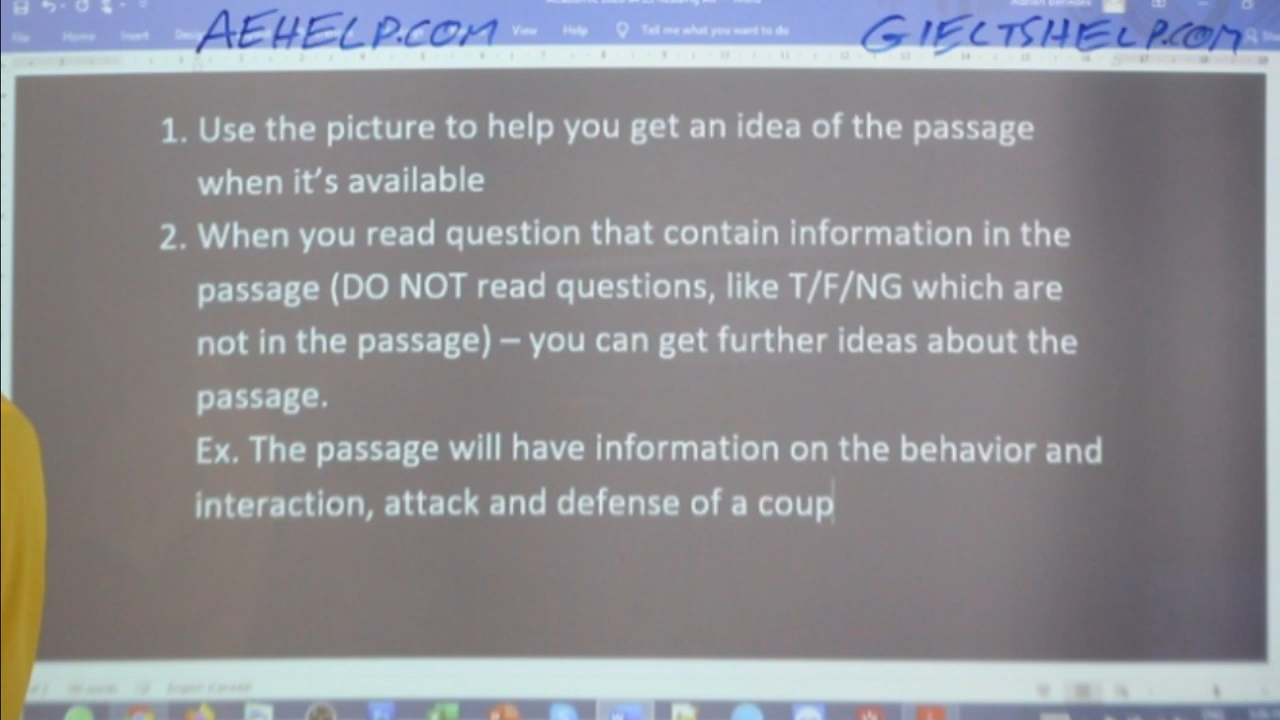 AEHELP.COM
GIELTSHELP.COM
View Help Tell me what you want to do
1. Use the picture to help you get an idea of the passage
when it's available
2. When you read question that contain information in the
passage (DO NOT read questions, like T/F/NG which are
not in the passage) – you can get further ideas about the
passage.
Ex. The passage will have information on the behavior and
interaction, attack and defense of a coup